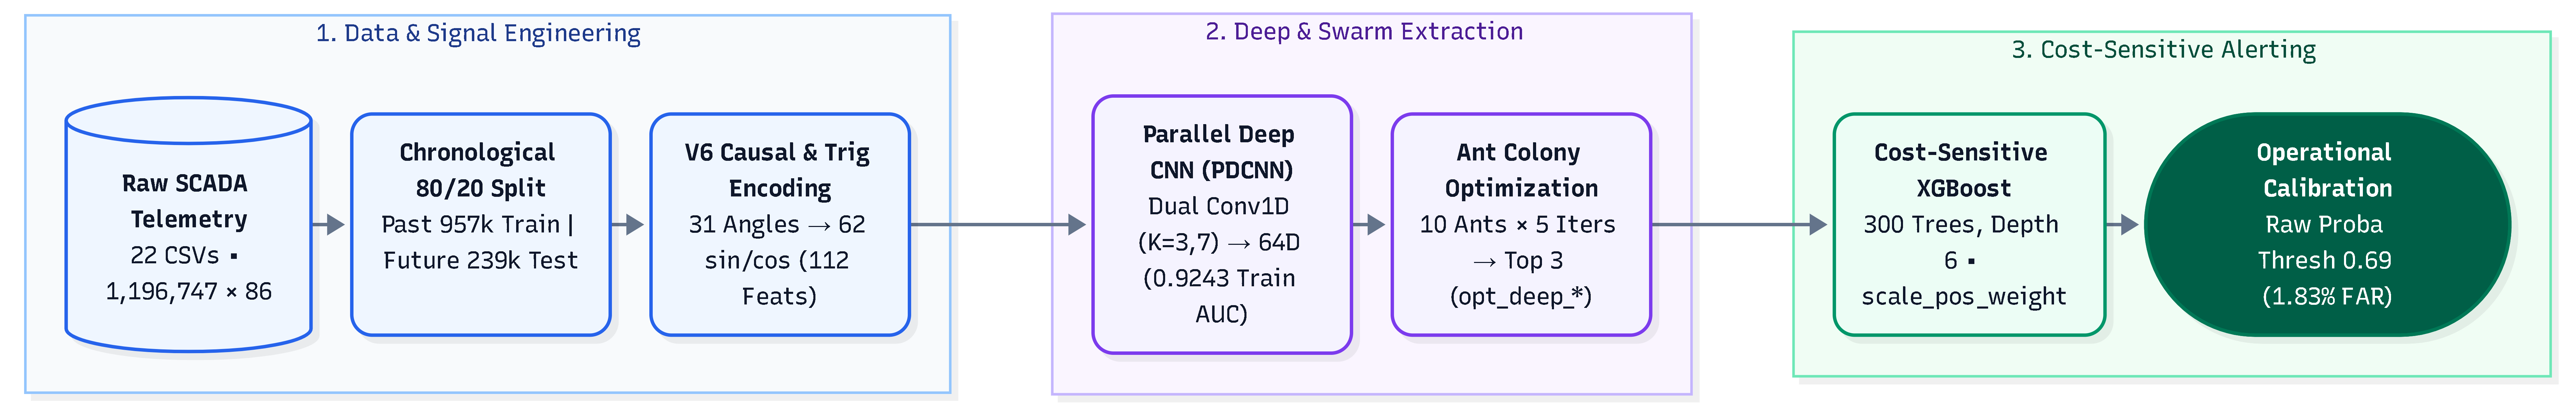 1. Data & Signal Engineering
Raw SCADA
Telemetry
22 CSVs ▪
1,196,747 × 86
Chronological
80/20 Split
Past 957k Train |
Future 239k Test
V6 Causal & Trig
Encoding
31 Angles → 62
sin/cos (112
Feats)
2. Deep & Swarm Extraction
Parallel Deep
CNN (PDCNN)
Dual Conv1D
(K=3,7) → 64D
(0.9243 Train
AUC)
Ant Colony
Optimization
10 Ants × 5 Iters
→ Top 3
(opt_deep_*)
3. Cost-Sensitive Alerting
Cost-Sensitive
XGBoost
300 Trees, Depth
6 ▪
scale_pos_weight
Operational
Calibration
Raw Proba
Thresh 0.69
(1.83% FAR)